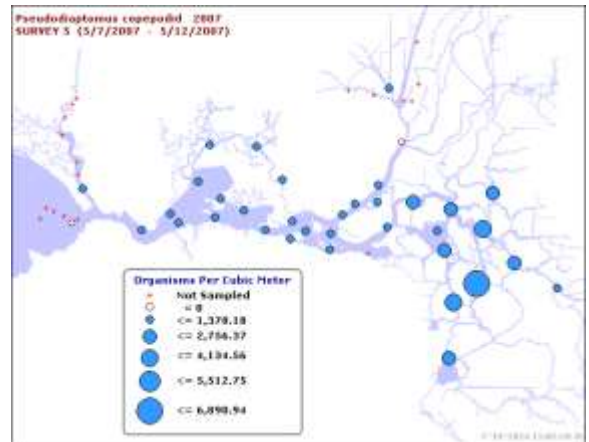 Pseudodiaptomus copepodid 2007
SURVEY 5 (5/7/2007 - 5/12/2007)
Organisms Per Cubic Meter
Not Sampled
= 0
<= 1,378.18
<= 2,756.37
<= 4,134.56
<= 5,512.75
<= 6,890.94